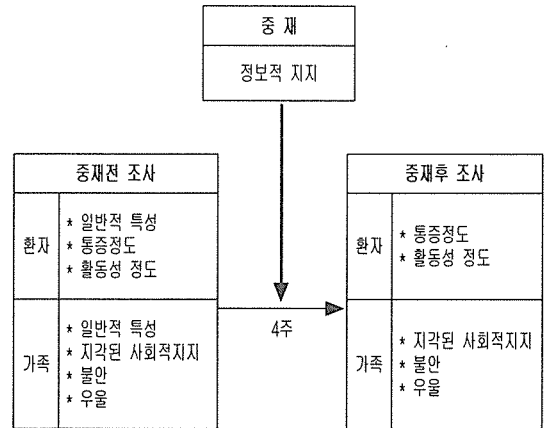 중 재
정보적 지지
중재전 조사
환자
* 일반적 특성
* 통증정도
* 활동성 정도
가족
* 일반적 특성
* 지각된 사회적지지
* 불안
* 우울
4주
중재후 조사
환자
* 통증정도
* 활동성 정도
가족
* 지각된 사회적지지
* 불안
* 우울